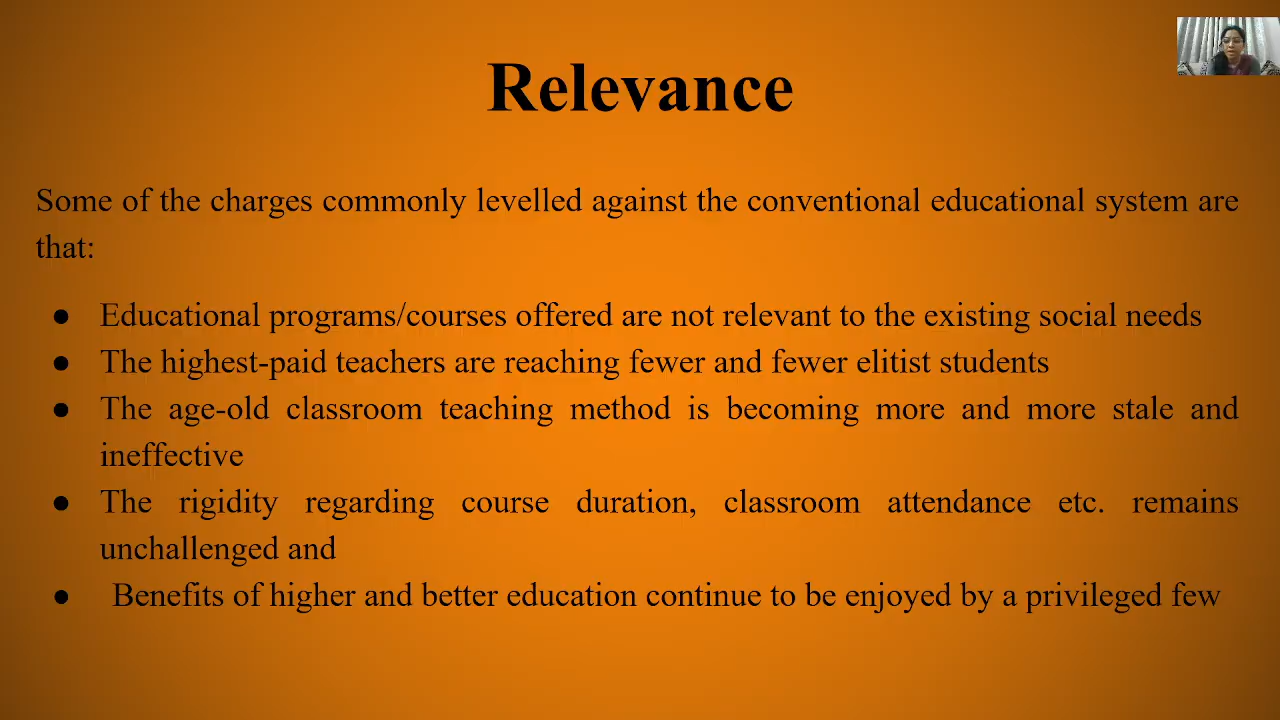 Relevance
Some of the charges commonly levelled against the conventional educational system are
that:
● Educational programs/courses offered are not relevant to the existing social needs
● The highest-paid teachers are reaching fewer and fewer elitist students
● The age-old classroom teaching method is becoming more and more stale and
ineffective
● The rigidity regarding course duration, classroom attendance etc. remains
unchallenged and
● Benefits of higher and better education continue to be enjoyed by a privileged few